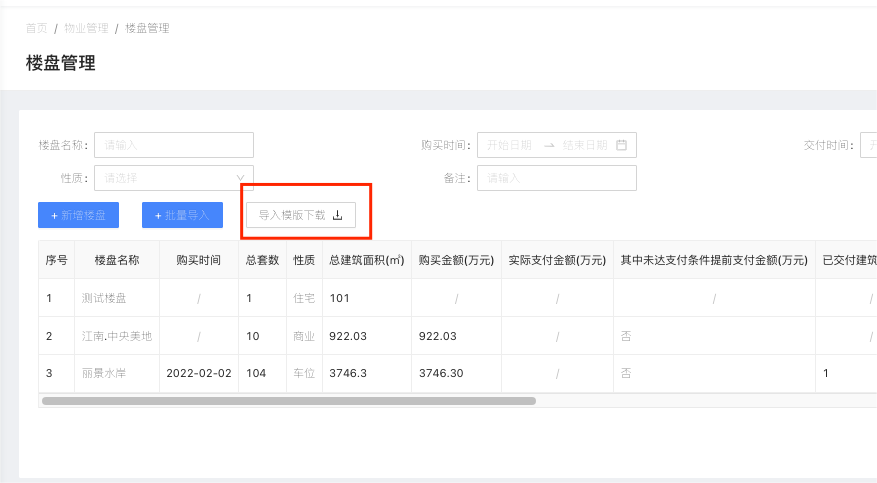 首页 / 物业管理 / 楼盘管理
楼盘管理
楼盘名称: 请输入 购买时间: 开始日期 → 结束日期 交付时间:
性质: 请选择 备注: 请输入
+ 新增楼盘 + 批量导入 导入模版下载
序号 楼盘名称 购买时间 总套数 性质 总建筑面积(㎡) 购买金额(万元) 实际支付金额(万元) 其中未达支付条件提前支付金额(万元) 已交付建筑
1 测试楼盘 / 1 住宅 101 / / / /
2 江南.中央美地 / 10 商业 922.03 922.03 / 否 /
3 丽景水岸 2022-02-02 104 车位 3746.3 3746.30 / 否 1